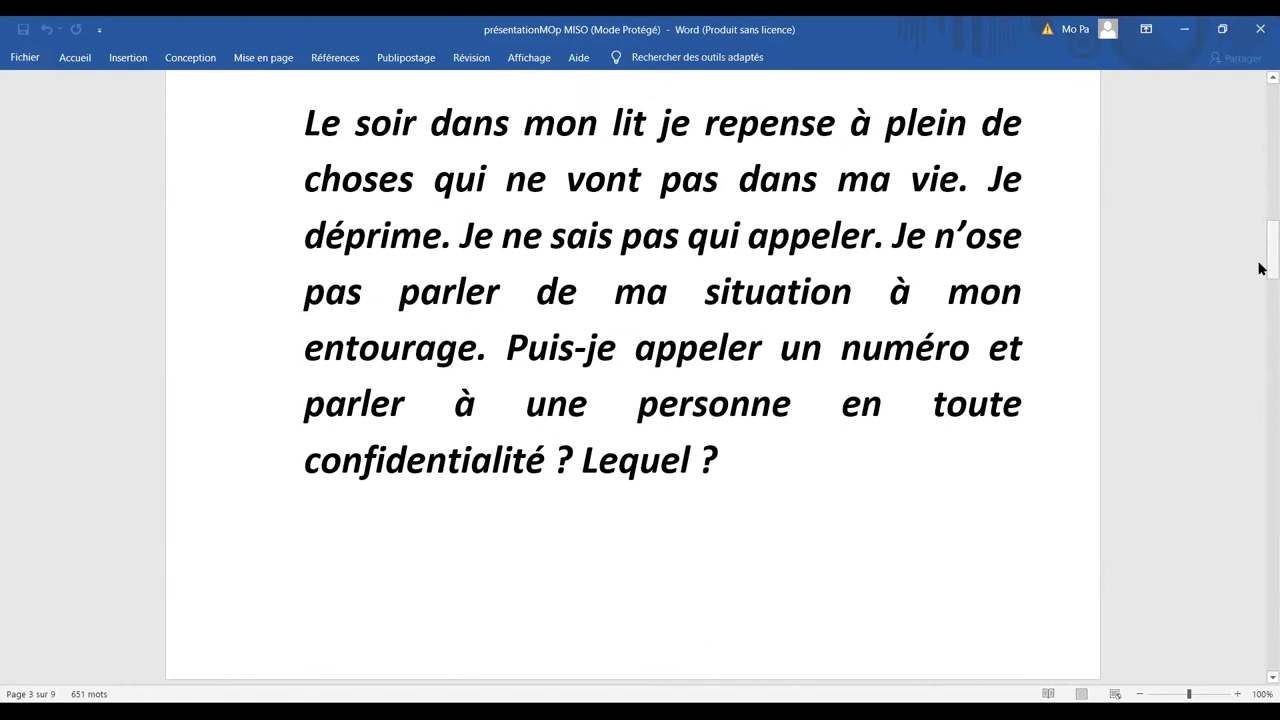 présentationMOp MISO (Mode Protégé) - Word (Produit sans licence)
Mo Pa
Fichier Accueil Insertion Conception Mise en page Références Publipostage Révision Affichage Aide Rechercher des outils adaptés Partager
Le soir dans mon lit je repense à plein de
choses qui ne vont pas dans ma vie. Je
déprime. Je ne sais pas qui appeler. Je n’ose
pas parler de ma situation à mon
entourage. Puis-je appeler un numéro et
parler à une personne en toute
confidentialité ? Lequel ?
Page 3 sur 9 651 mots 100%